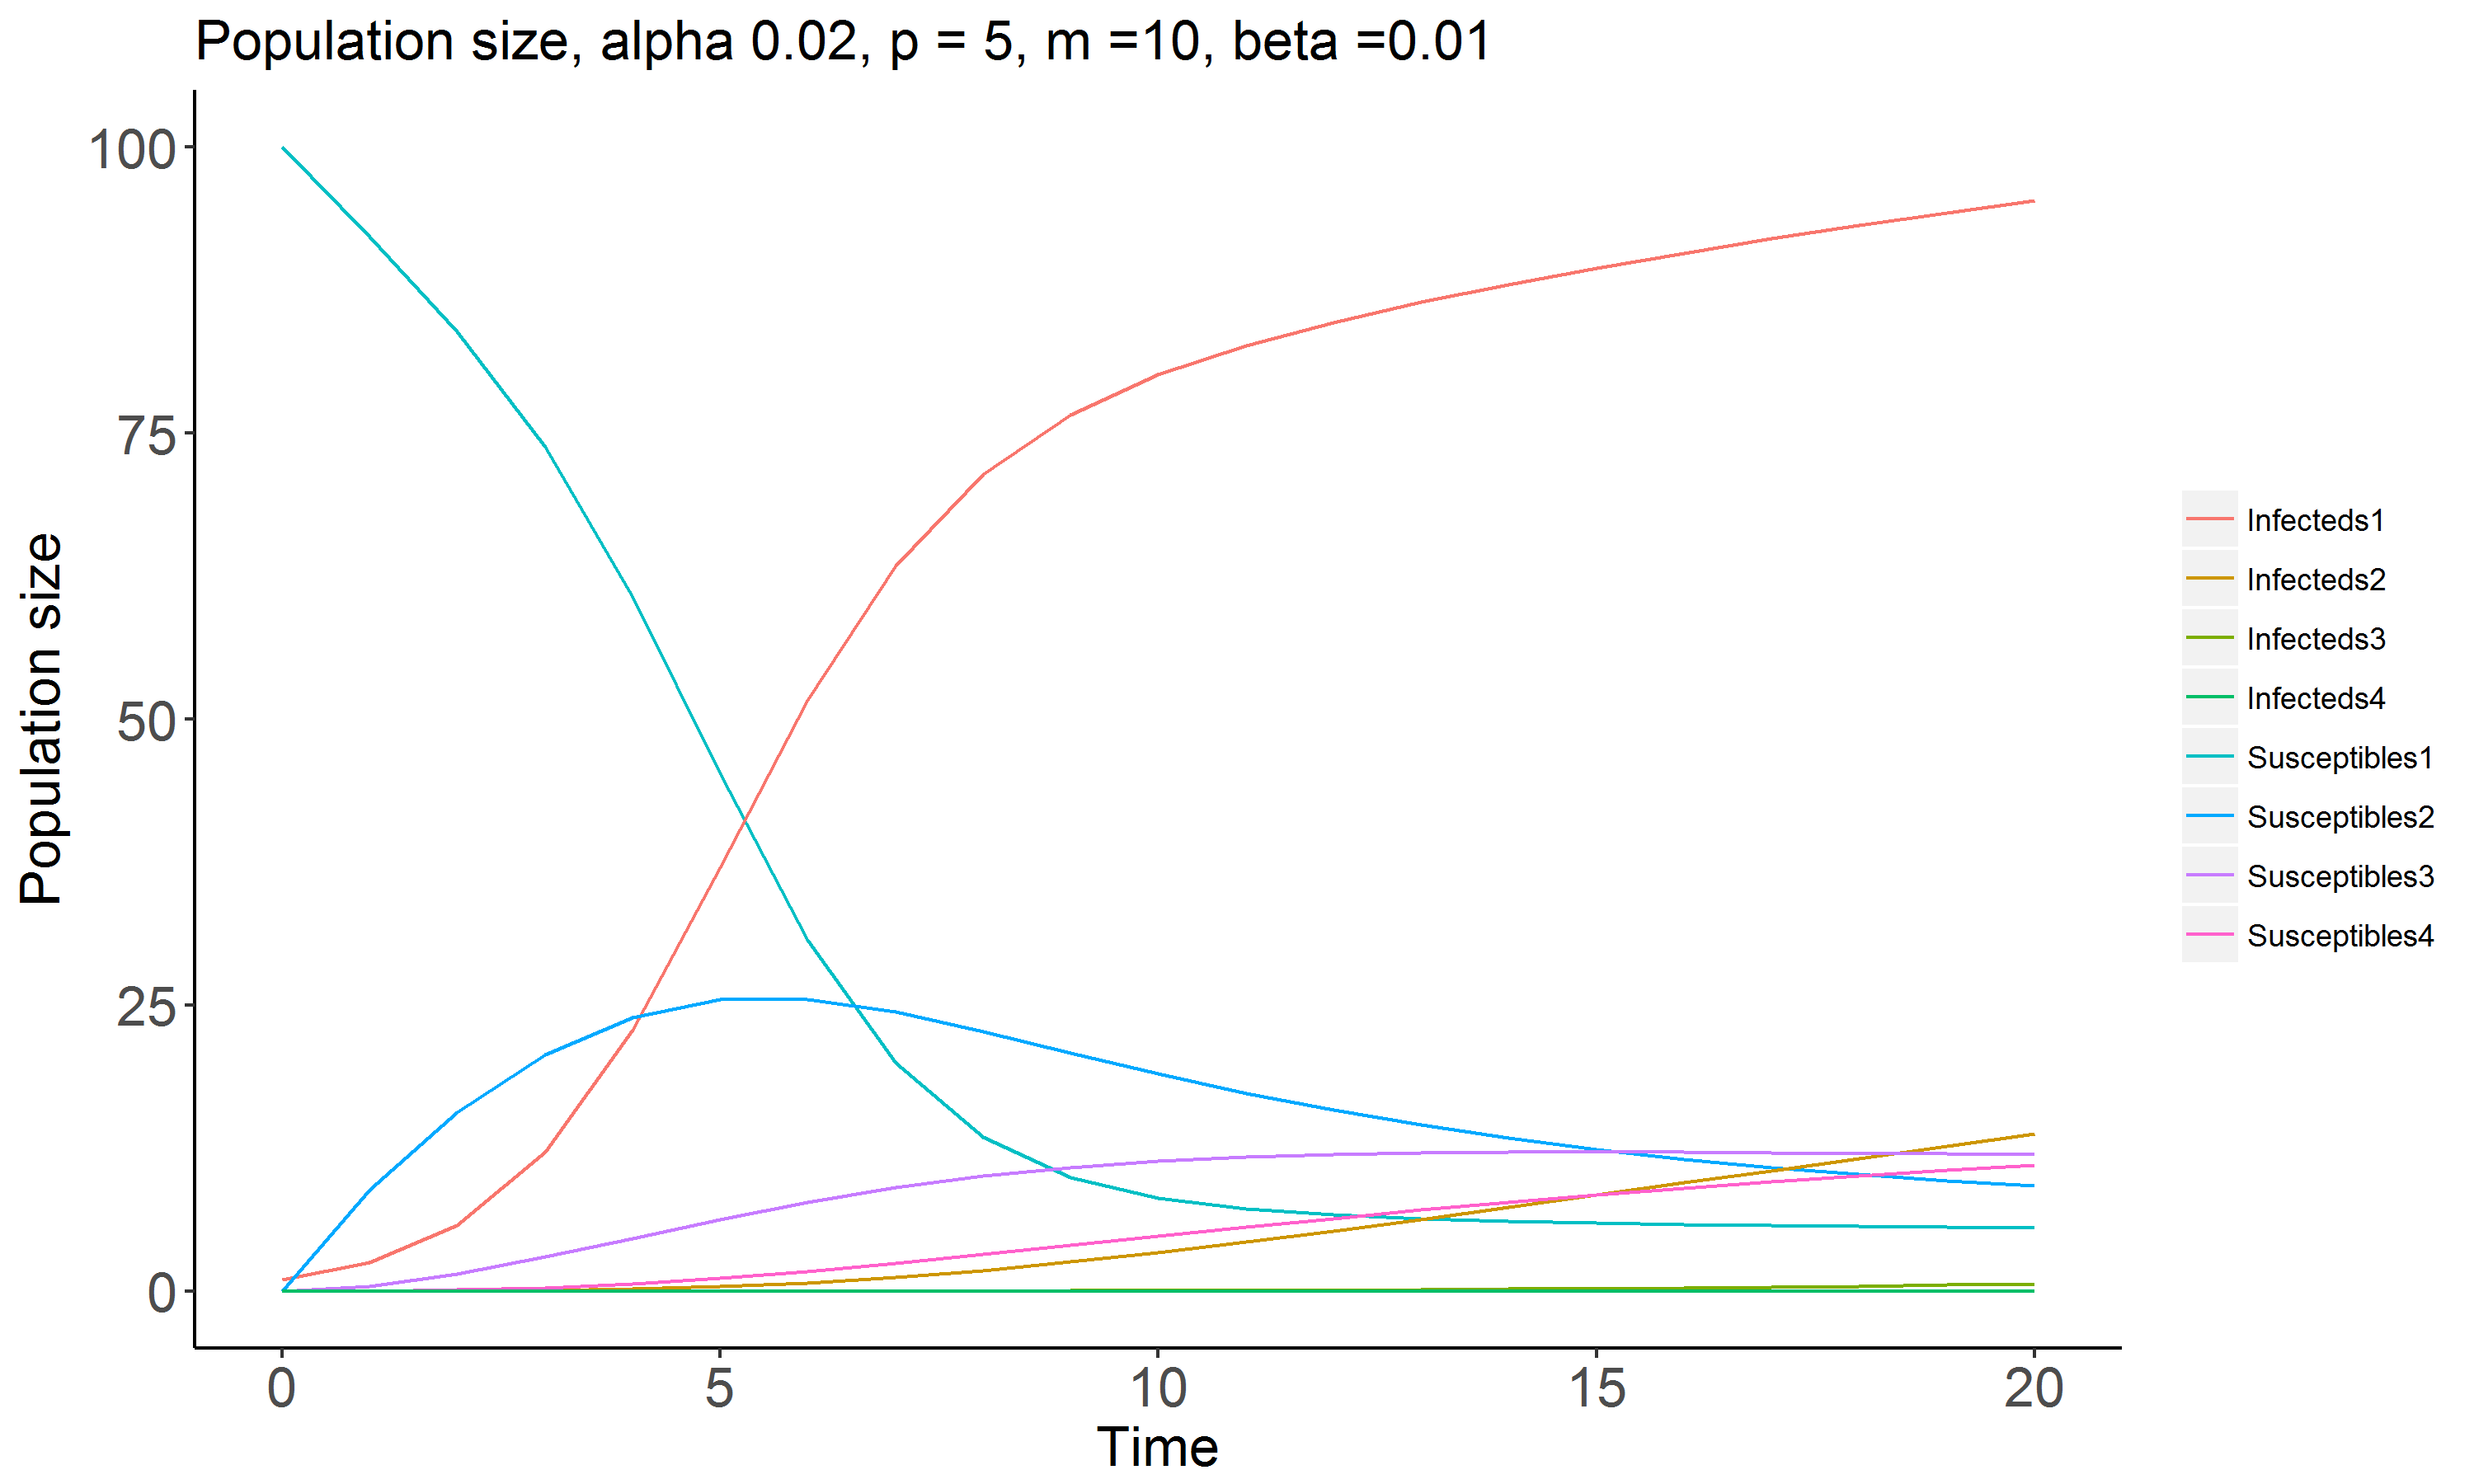 Population size, alpha 0.02, p = 5, m =10, beta =0.01
100
75
50
25
0
Population size
0 5 10 15 20
Time
Infecteds1
Infecteds2
Infecteds3
Infecteds4
Susceptibles1
Susceptibles2
Susceptibles3
Susceptibles4